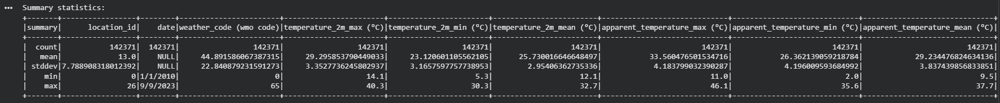 ••• Summary statistics:
+-------+-----------------+--------+-----------------------+-----------------------+-----------------------+------------------------+-----------------------------+-----------------------------+------------------------------+
|summary|      location_id|    date|weather_code (wmo code)|temperature_2m_max (°C)|temperature_2m_min (°C)|temperature_2m_mean (°C)|apparent_temperature_max (°C)|apparent_temperature_min (°C)|apparent_temperature_mean (°C)|
+-------+-----------------+--------+-----------------------+-----------------------+-----------------------+------------------------+-----------------------------+-----------------------------+------------------------------+
|  count|           142371|  142371|                 142371|                 142371|                 142371|                  142371|                       142371|                       142371|                        142371|
|   mean|             13.0|    NULL|     44.891586067387315|     29.295853790449033|     23.120601105562105|      25.730016646648497|           33.560476501534716|           26.362139059218784|            29.234476824634136|
| stddev|7.788908318012392|    NULL|     22.840879231591273|     3.3527736245802937|     3.1657597757738953|        2.95406362735336|            4.183799032390287|            4.196009593684992|             3.837439856833851|
|    min|                0|1/1/2010|                      0|                   14.1|                    5.3|                    12.1|                         11.0|                          2.0|                           9.5|
|    max|               26|9/9/2023|                     65|                   40.3|                   30.3|                    32.7|                         46.1|                         35.6|                          37.7|
+-------+-----------------+--------+-----------------------+-----------------------+-----------------------+------------------------+-----------------------------+-----------------------------+------------------------------+